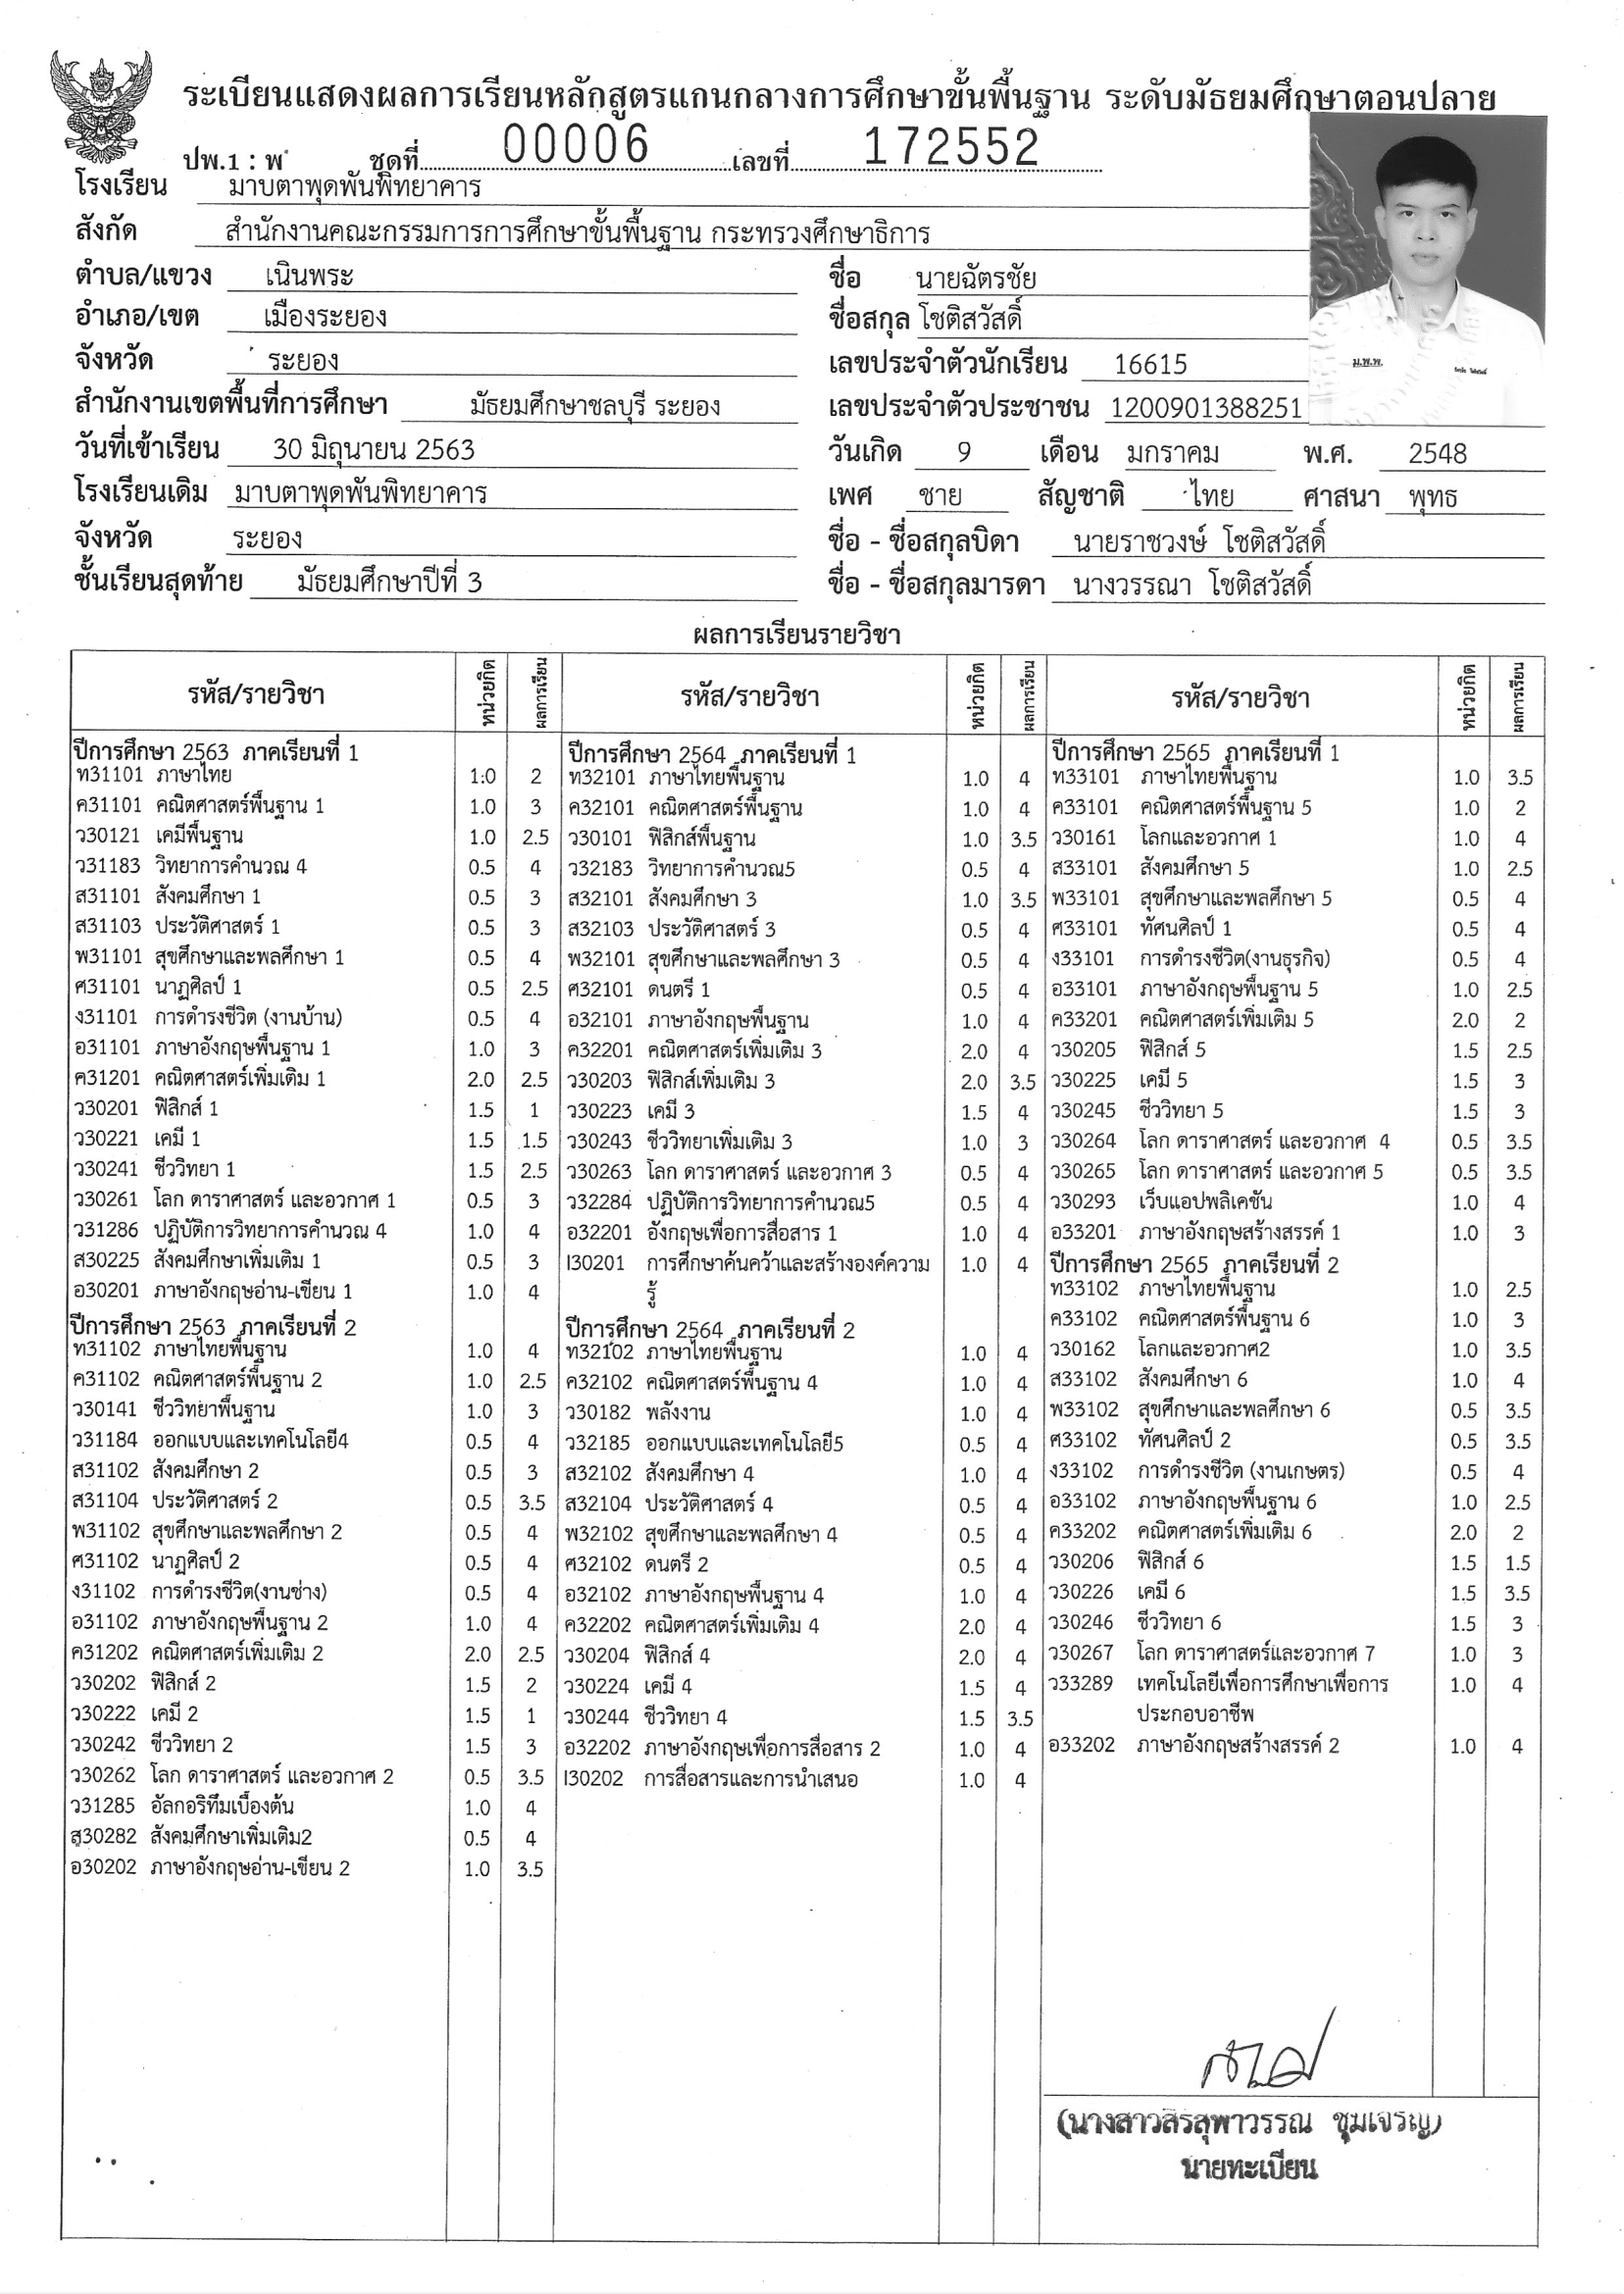 ระเบียนแสดงผลการเรียนหลักสูตรแกนกลางการศึกษาขั้นพื้นฐาน ระดับมัธยมศึกษาตอนปลาย
ปพ.1 : พ ชุดที่ 00006 เลขที่ 172552
โรงเรียน มาบตาพุดพันพิทยาคาร
สังกัด สำนักงานคณะกรรมการการศึกษาขั้นพื้นฐาน กระทรวงศึกษาธิการ
ตำบล/แขวง เนินพระ
อำเภอ/เขต เมืองระยอง
จังหวัด ระยอง
สำนักงานเขตพื้นที่การศึกษา มัธยมศึกษาชลบุรี ระยอง
วันที่เข้าเรียน 30 มิถุนายน 2563
โรงเรียนเดิม มาบตาพุดพันพิทยาคาร
จังหวัด ระยอง
ชั้นเรียนสุดท้าย มัธยมศึกษาปีที่ 3
ชื่อ นายฉัตรชัย
ชื่อสกุล โชติสวัสดิ์
เลขประจำตัวนักเรียน 16615
เลขประจำตัวประชาชน 1200901388251
วันเกิด 9 เดือน มกราคม พ.ศ. 2548
เพศ ชาย สัญชาติ ไทย ศาสนา พุทธ
ชื่อ - ชื่อสกุลบิดา นายราชวงษ์ โชติสวัสดิ์
ชื่อ - ชื่อสกุลมารดา นางวรรณา โชติสวัสดิ์
ม.พ.พ.
ผลการเรียนรายวิชา
รหัส/รายวิชา หน่วยกิต ผลการเรียน
ปีการศึกษา 2563 ภาคเรียนที่ 1
ท31101 ภาษาไทย 1.0 2
ค31101 คณิตศาสตร์พื้นฐาน 1 1.0 3
ว30121 เคมีพื้นฐาน 1.0 2.5
ว31183 วิทยาการคำนวณ 4 0.5 4
ส31101 สังคมศึกษา 1 0.5 3
ส31103 ประวัติศาสตร์ 1 0.5 3
พ31101 สุขศึกษาและพลศึกษา 1 0.5 4
ศ31101 นาฏศิลป์ 1 0.5 2.5
ง31101 การดำรงชีวิต (งานบ้าน) 0.5 4
อ31101 ภาษาอังกฤษพื้นฐาน 1 1.0 3
ค31201 คณิตศาสตร์เพิ่มเติม 1 2.0 2.5
ว30201 ฟิสิกส์ 1 1.5 1
ว30221 เคมี 1 1.5 1.5
ว30241 ชีววิทยา 1 1.5 2.5
ว30261 โลก ดาราศาสตร์ และอวกาศ 1 0.5 3
ว31286 ปฏิบัติการวิทยาการคำนวณ 4 1.0 4
ส30225 สังคมศึกษาเพิ่มเติม 1 0.5 3
อ30201 ภาษาอังกฤษอ่าน-เขียน 1 1.0 4
ปีการศึกษา 2563 ภาคเรียนที่ 2
ท31102 ภาษาไทยพื้นฐาน 1.0 4
ค31102 คณิตศาสตร์พื้นฐาน 2 1.0 2.5
ว30141 ชีววิทยาพื้นฐาน 1.0 3
ว31184 ออกแบบและเทคโนโลยี4 0.5 4
ส31102 สังคมศึกษา 2 0.5 3
ส31104 ประวัติศาสตร์ 2 0.5 3.5
พ31102 สุขศึกษาและพลศึกษา 2 0.5 4
ศ31102 นาฏศิลป์ 2 0.5 4
ง31102 การดำรงชีวิต(งานช่าง) 0.5 4
อ31102 ภาษาอังกฤษพื้นฐาน 2 1.0 4
ค31202 คณิตศาสตร์เพิ่มเติม 2 2.0 2.5
ว30202 ฟิสิกส์ 2 1.5 2
ว30222 เคมี 2 1.5 1
ว30242 ชีววิทยา 2 1.5 3
ว30262 โลก ดาราศาสตร์ และอวกาศ 2 0.5 3.5
ว31285 อัลกอริทึมเบื้องต้น 1.0 4
ส30282 สังคมศึกษาเพิ่มเติม2 0.5 4
อ30202 ภาษาอังกฤษอ่าน-เขียน 2 1.0 3.5
รหัส/รายวิชา หน่วยกิต ผลการเรียน
ปีการศึกษา 2564 ภาคเรียนที่ 1
ท32101 ภาษาไทยพื้นฐาน 1.0 4
ค32101 คณิตศาสตร์พื้นฐาน 1.0 4
ว30101 ฟิสิกส์พื้นฐาน 1.0 3.5
ว32183 วิทยาการคำนวณ5 0.5 4
ส32101 สังคมศึกษา 3 1.0 3.5
ส32103 ประวัติศาสตร์ 3 0.5 4
พ32101 สุขศึกษาและพลศึกษา 3 0.5 4
ศ32101 ดนตรี 1 0.5 4
อ32101 ภาษาอังกฤษพื้นฐาน 1.0 4
ค32201 คณิตศาสตร์เพิ่มเติม 3 2.0 4
ว30203 ฟิสิกส์เพิ่มเติม 3 2.0 3.5
ว30223 เคมี 3 1.5 4
ว30243 ชีววิทยาเพิ่มเติม 3 1.0 3
ว30263 โลก ดาราศาสตร์ และอวกาศ 3 0.5 4
ว32284 ปฏิบัติการวิทยาการคำนวณ5 0.5 4
อ32201 อังกฤษเพื่อการสื่อสาร 1 1.0 4
I30201 การศึกษาค้นคว้าและสร้างองค์ความ 1.0 4
รู้
ปีการศึกษา 2564 ภาคเรียนที่ 2
ท32102 ภาษาไทยพื้นฐาน 1.0 4
ค32102 คณิตศาสตร์พื้นฐาน 4 1.0 4
ว30182 พลังงาน 1.0 4
ว32185 ออกแบบและเทคโนโลยี5 0.5 4
ส32102 สังคมศึกษา 4 1.0 4
ส32104 ประวัติศาสตร์ 4 0.5 4
พ32102 สุขศึกษาและพลศึกษา 4 0.5 4
ศ32102 ดนตรี 2 0.5 4
อ32102 ภาษาอังกฤษพื้นฐาน 4 1.0 4
ค32202 คณิตศาสตร์เพิ่มเติม 4 2.0 4
ว30204 ฟิสิกส์ 4 2.0 4
ว30224 เคมี 4 1.5 4
ว30244 ชีววิทยา 4 1.5 3.5
อ32202 ภาษาอังกฤษเพื่อการสื่อสาร 2 1.0 4
I30202 การสื่อสารและการนำเสนอ 1.0 4
รหัส/รายวิชา หน่วยกิต ผลการเรียน
ปีการศึกษา 2565 ภาคเรียนที่ 1
ท33101 ภาษาไทยพื้นฐาน 1.0 3.5
ค33101 คณิตศาสตร์พื้นฐาน 5 1.0 2
ว30161 โลกและอวกาศ 1 1.0 4
ส33101 สังคมศึกษา 5 1.0 2.5
พ33101 สุขศึกษาและพลศึกษา 5 0.5 4
ศ33101 ทัศนศิลป์ 1 0.5 4
ง33101 การดำรงชีวิต(งานธุรกิจ) 0.5 4
อ33101 ภาษาอังกฤษพื้นฐาน 5 1.0 2.5
ค33201 คณิตศาสตร์เพิ่มเติม 5 2.0 2
ว30205 ฟิสิกส์ 5 1.5 2.5
ว30225 เคมี 5 1.5 3
ว30245 ชีววิทยา 5 1.5 3
ว30264 โลก ดาราศาสตร์ และอวกาศ 4 0.5 3.5
ว30265 โลก ดาราศาสตร์ และอวกาศ 5 0.5 3.5
ว30293 เว็บแอปพลิเคชัน 1.0 4
อ33201 ภาษาอังกฤษสร้างสรรค์ 1 1.0 3
ปีการศึกษา 2565 ภาคเรียนที่ 2
ท33102 ภาษาไทยพื้นฐาน 1.0 2.5
ค33102 คณิตศาสตร์พื้นฐาน 6 1.0 3
ว30162 โลกและอวกาศ2 1.0 3.5
ส33102 สังคมศึกษา 6 1.0 4
พ33102 สุขศึกษาและพลศึกษา 6 0.5 3.5
ศ33102 ทัศนศิลป์ 2 0.5 3.5
ง33102 การดำรงชีวิต (งานเกษตร) 0.5 4
อ33102 ภาษาอังกฤษพื้นฐาน 6 1.0 2.5
ค33202 คณิตศาสตร์เพิ่มเติม 6 2.0 2
ว30206 ฟิสิกส์ 6 1.5 1.5
ว30226 เคมี 6 1.5 3.5
ว30246 ชีววิทยา 6 1.5 3
ว30267 โลก ดาราศาสตร์และอวกาศ 7 1.0 3
ว33289 เทคโนโลยีเพื่อการศึกษาเพื่อการ 1.0 4
ประกอบอาชีพ
อ33202 ภาษาอังกฤษสร้างสรรค์ 2 1.0 4
(นางสาวสิรสุพาวรรณ ชุมเจริญ)
นายทะเบียน